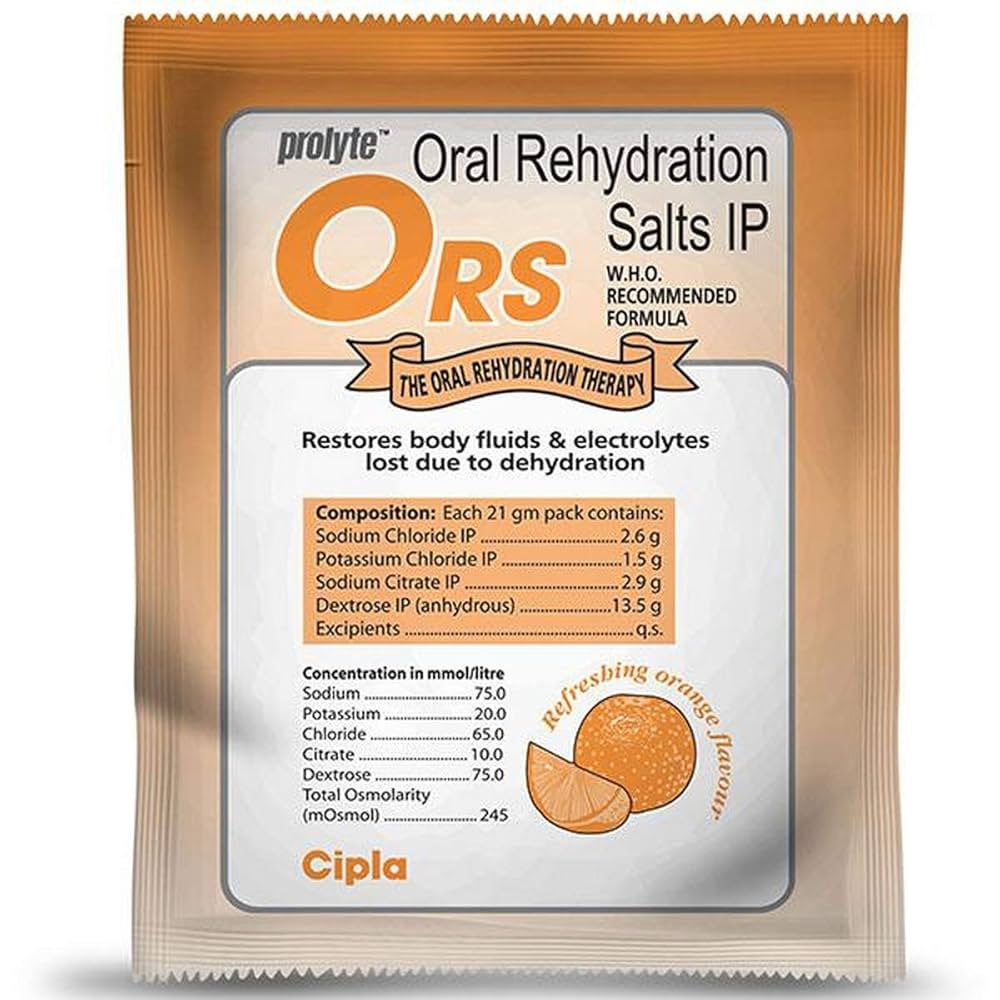 prolyte™
Oral Rehydration
Salts IP
ORS
W.H.O.
RECOMMENDED
FORMULA
THE ORAL REHYDRATION THERAPY
Restores body fluids & electrolytes
lost due to dehydration
Composition: Each 21 gm pack contains:
Sodium Chloride IP ........................... 2.6 g
Potassium Chloride IP ........................ 1.5 g
Sodium Citrate IP ............................... 2.9 g
Dextrose IP (anhydrous) ..................13.5 g
Excipients ............................................. q.s.
Concentration in mmol/litre
Sodium ...................... 75.0
Potassium .................. 20.0
Chloride ..................... 65.0
Citrate ....................... 10.0
Dextrose .................... 75.0
Total Osmolarity
(mOsmol) ................... 245
Refreshing orange flavour.
Cipla